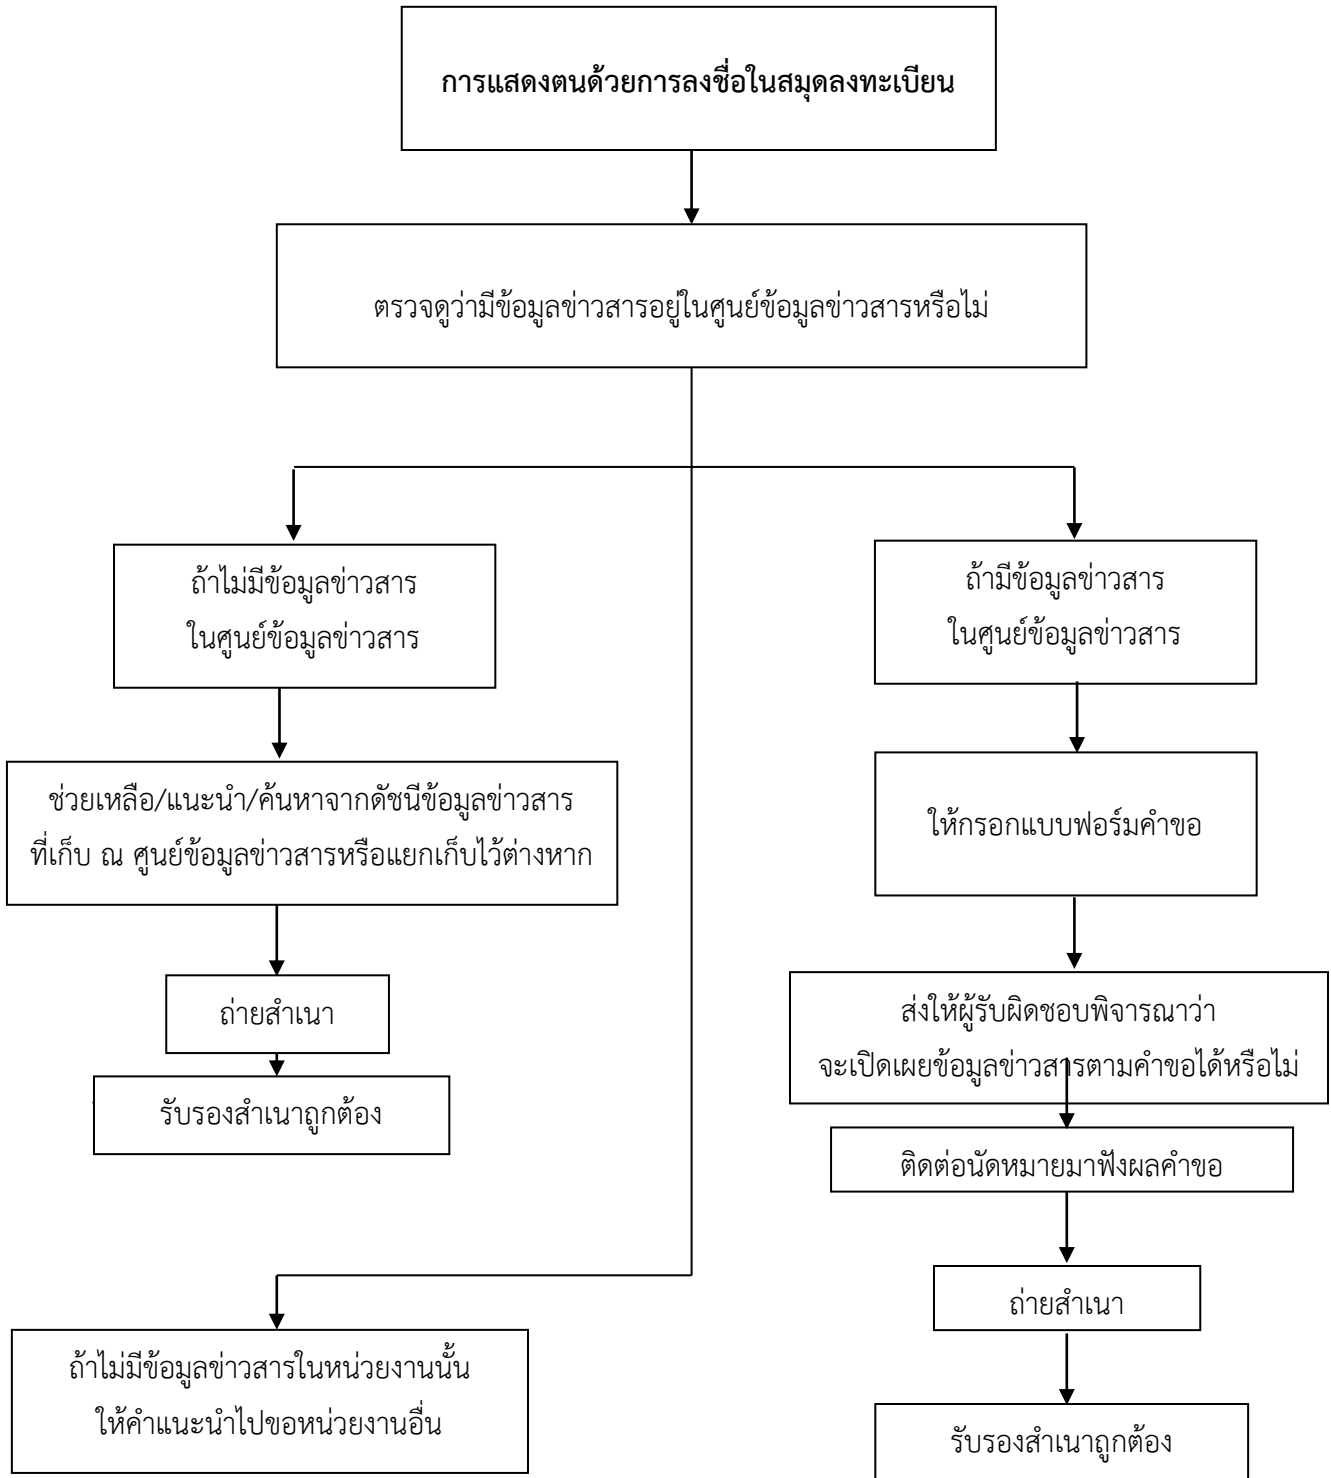 การแสดงตนด้วยการลงชื่อในสมุดลงทะเบียน
ตรวจดูว่ามีข้อมูลข่าวสารอยู่ในศูนย์ข้อมูลข่าวสารหรือไม่
ถ้าไม่มีข้อมูลข่าวสาร
ในศูนย์ข้อมูลข่าวสาร
ช่วยเหลือ/แนะนำ/ค้นหาจากดัชนีข้อมูลข่าวสาร
ที่เก็บ ณ ศูนย์ข้อมูลข่าวสารหรือแยกเก็บไว้ต่างหาก
ถ่ายสำเนา
รับรองสำเนาถูกต้อง
ถ้าไม่มีข้อมูลข่าวสารในหน่วยงานนั้น
ให้คำแนะนำไปขอหน่วยงานอื่น
ถ้ามีข้อมูลข่าวสาร
ในศูนย์ข้อมูลข่าวสาร
ให้กรอกแบบฟอร์มคำขอ
ส่งให้ผู้รับผิดชอบพิจารณาว่า
จะเปิดเผยข้อมูลข่าวสารตามคำขอได้หรือไม่
ติดต่อนัดหมายมาฟังผลคำขอ
ถ่ายสำเนา
รับรองสำเนาถูกต้อง